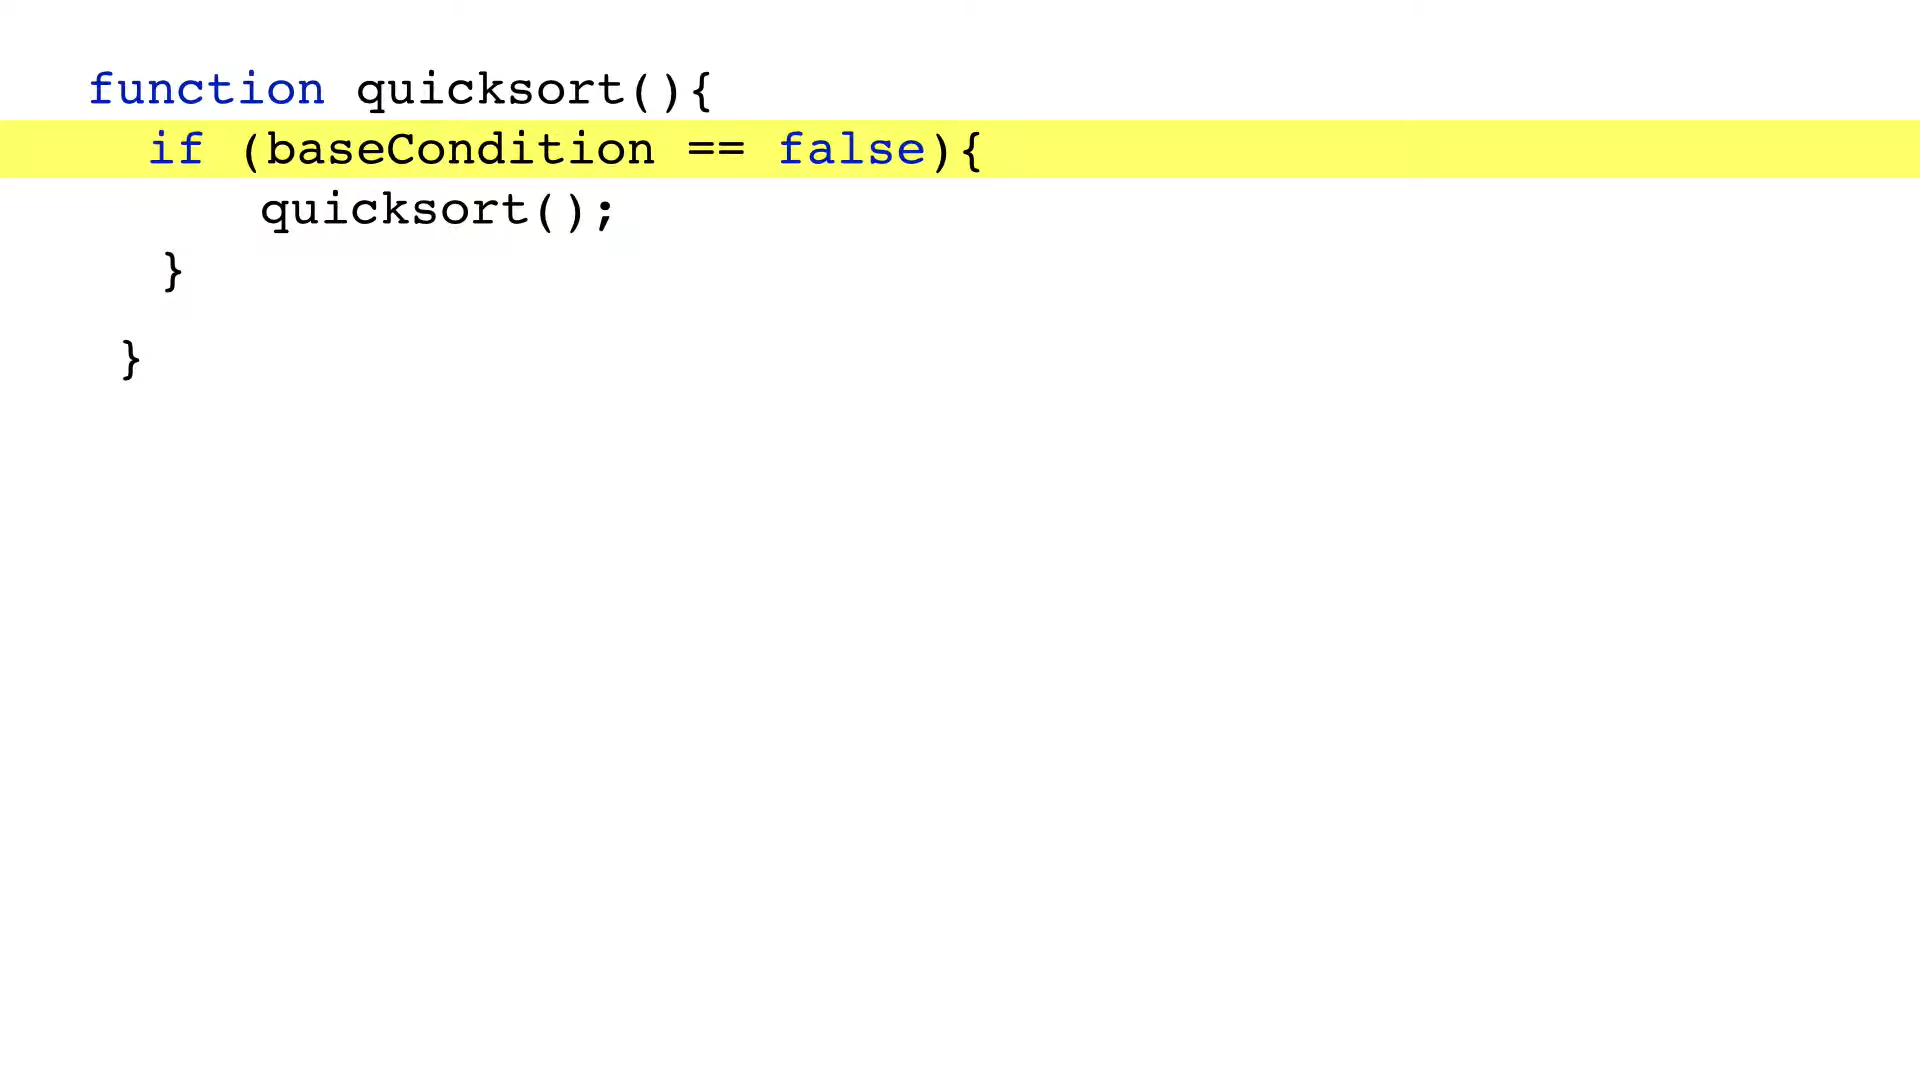 function quicksort(){
if (baseCondition == false){
quicksort();
}
}